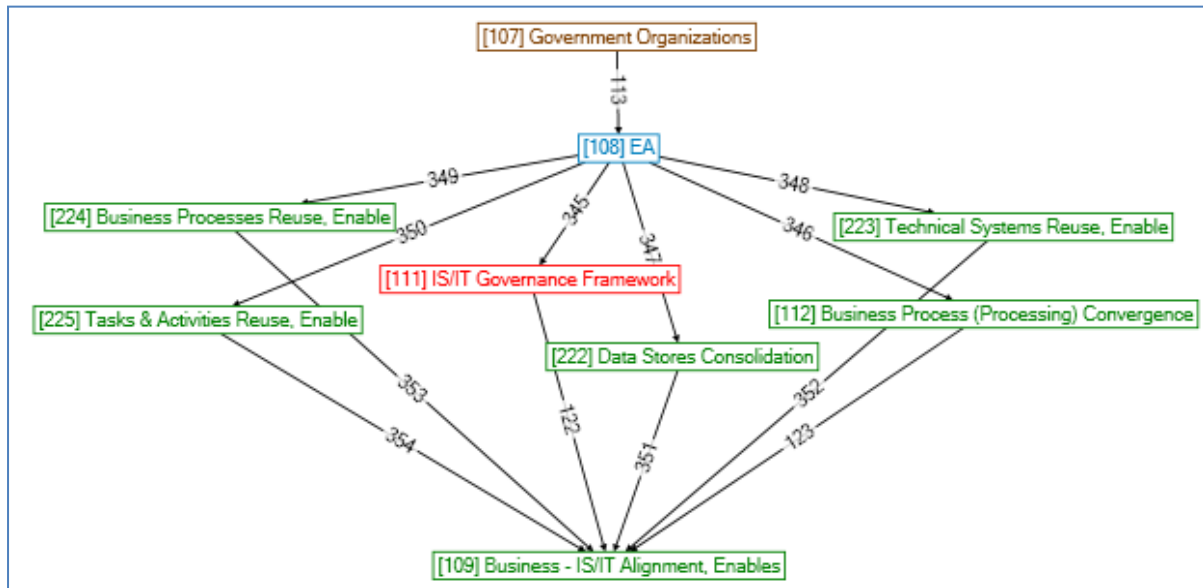 [107] Government Organizations
113
[108] EA
349
348
350
345
347
346
[224] Business Processes Reuse, Enable
[223] Technical Systems Reuse, Enable
[111] IS/IT Governance Framework
[225] Tasks & Activities Reuse, Enable
[112] Business Process (Processing) Convergence
[222] Data Stores Consolidation
353
352
354
122
351
123
[109] Business - IS/IT Alignment, Enables